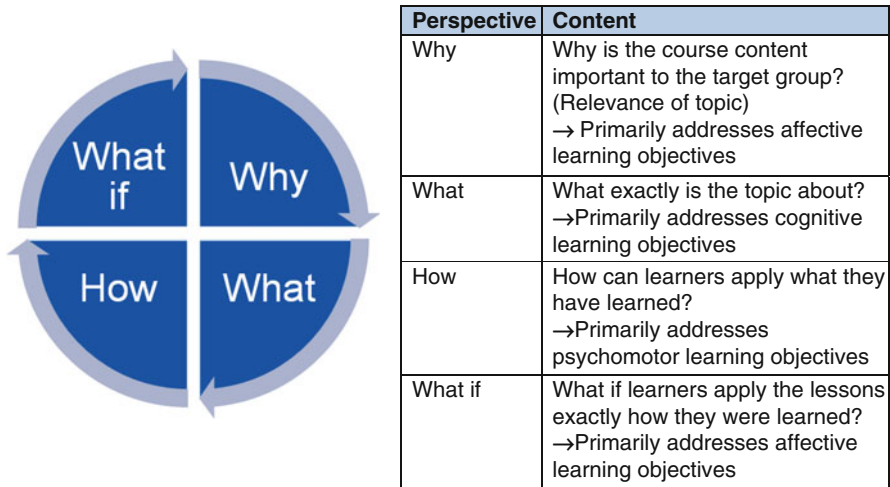 What
if
Why
How
What
Perspective Content
Why Why is the course content
important to the target group?
(Relevance of topic)
→ Primarily addresses affective
learning objectives
What What exactly is the topic about?
→Primarily addresses cognitive
learning objectives
How How can learners apply what they
have learned?
→Primarily addresses
psychomotor learning objectives
What if What if learners apply the lessons
exactly how they were learned?
→Primarily addresses affective
learning objectives